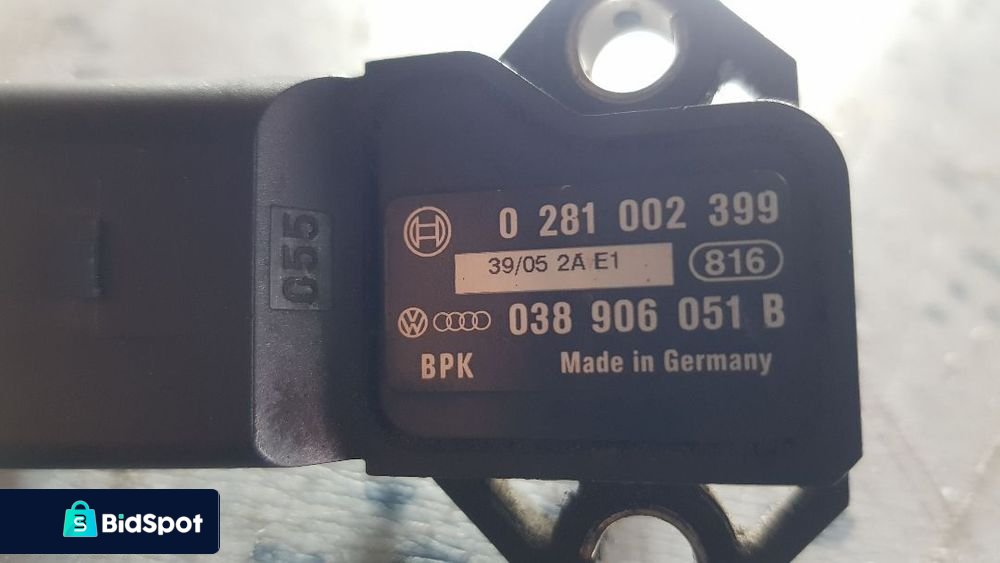 055
0 281 002 399
39/05 2A E1
816
038 906 051 B
BPK
Made in Germany
BidSpot